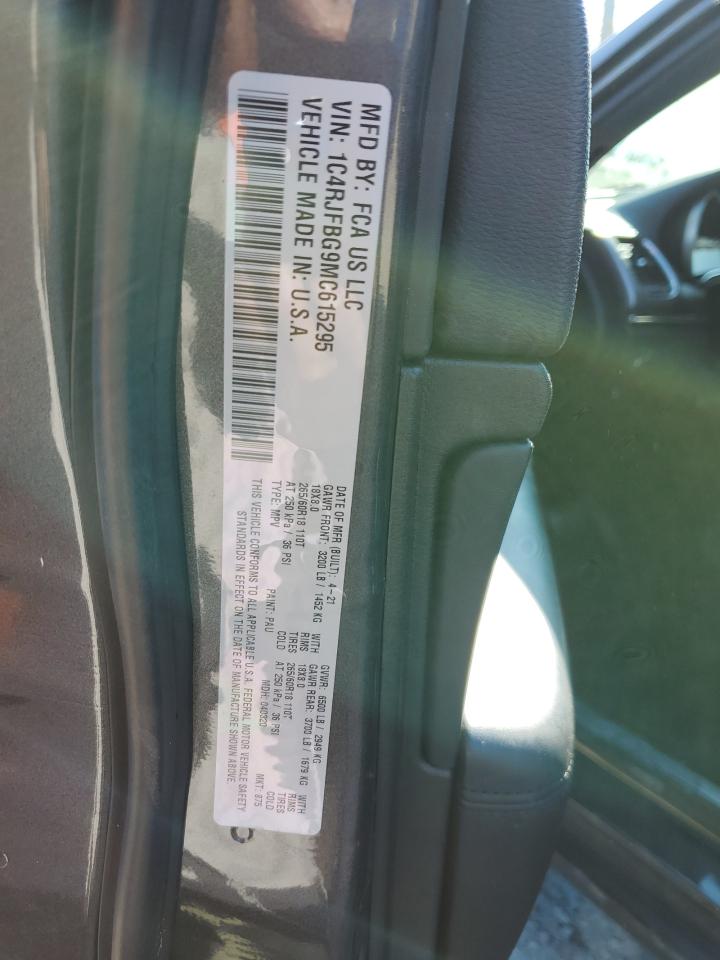 MFD BY: FCA US LLC
VIN: 1C4RJFBG9MC615295
VEHICLE MADE IN: U.S.A.
DATE OF MFR (BUILT): 4-21 GVWR: 6500 LB / 2949 KG
GAWR FRONT: 3200 LB / 1452 KG WITH GAWR REAR: 3700 LB / 1679 KG WITH
18X8.0 RIMS 18X8.0 RIMS
265/60R18 110T TIRES 265/60R18 110T TIRES
AT 250 kPa / 36 PSI COLD AT 250 kPa / 36 PSI COLD
TYPE: MPV PAINT: PAU MDH: MKT: 875
THIS VEHICLE CONFORMS TO ALL APPLICABLE U.S.A. FEDERAL MOTOR VEHICLE SAFETY
STANDARDS IN EFFECT ON THE DATE OF MANUFACTURE SHOWN ABOVE